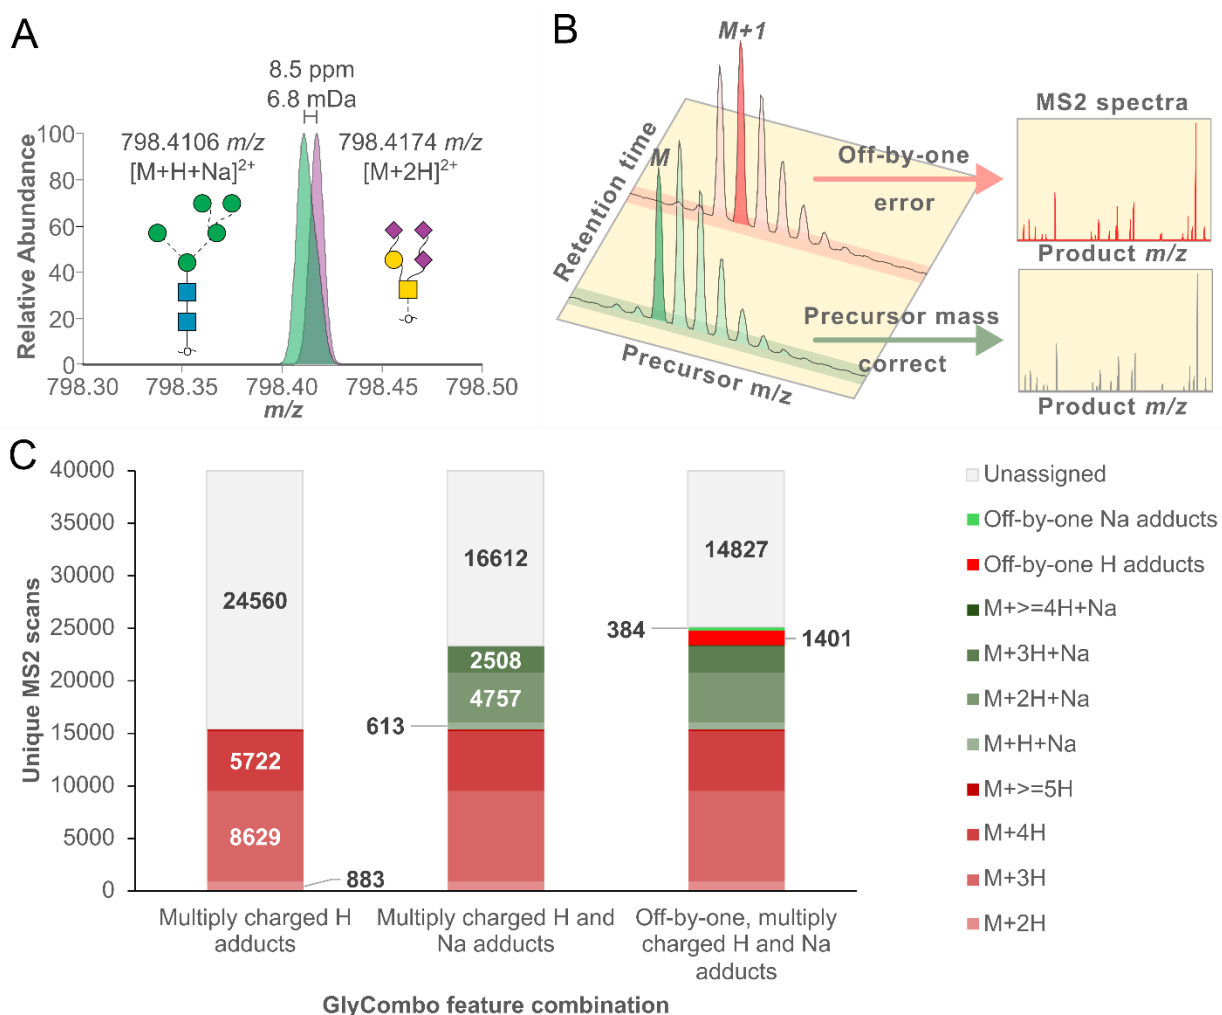 A
8.5 ppm
6.8 mDa
798.4106 m/z
[M+H+Na]2+
798.4174 m/z
[M+2H]2+
Relative Abundance
100
80
60
40
20
0
798.30
798.35
798.40
798.45
798.50
m/z
B
M+1
M
Retention time
Precursor m/z
Off-by-one
error
Precursor mass
correct
MS2 spectra
Product m/z
Product m/z
C
Unique MS2 scans
40000
35000
30000
25000
20000
15000
10000
5000
0
24560
5722
8629
883
16612
2508
4757
613
14827
384
1401
Multiply charged H
adducts
Multiply charged H and
Na adducts
Off-by-one, multiply
charged H and Na
adducts
GlyCombo feature combination
Unassigned
Off-by-one Na adducts
Off-by-one H adducts
M+>=4H+Na
M+3H+Na
M+2H+Na
M+H+Na
M+>=5H
M+4H
M+3H
M+2H